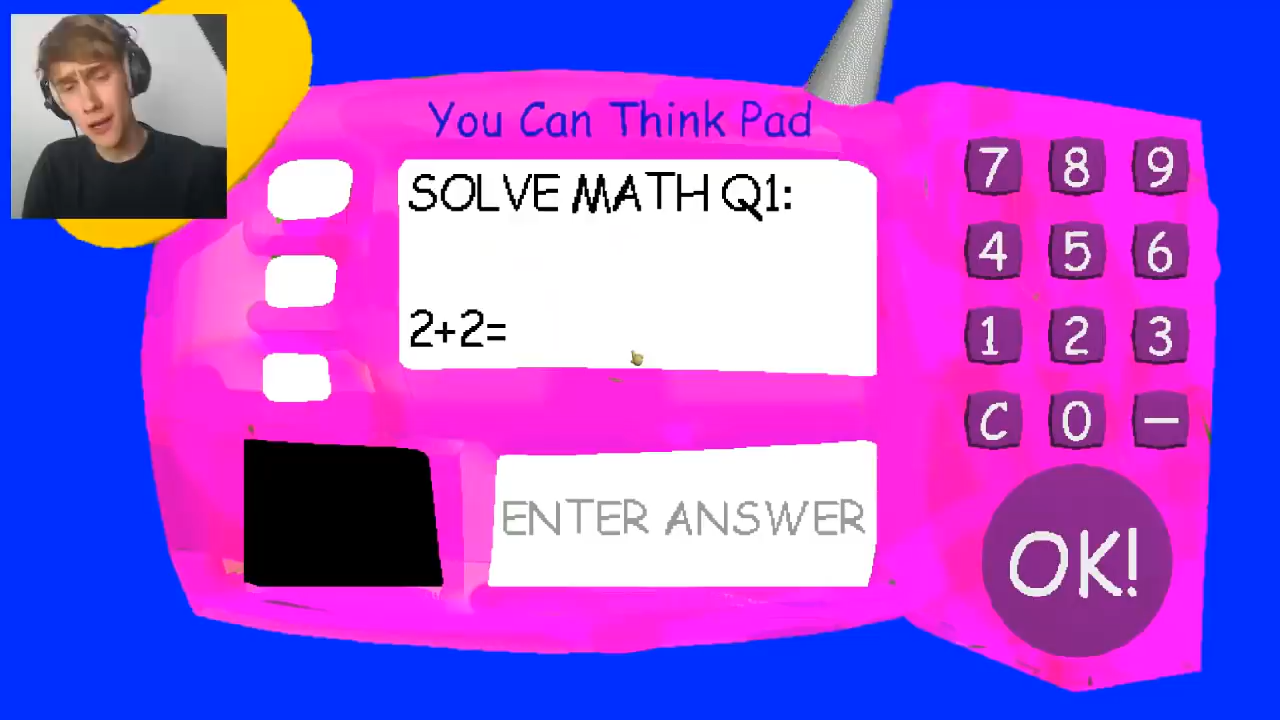 You Can Think Pad
SOLVE MATH Q1:
2+2=
ENTER ANSWER
7 8 9
4 5 6
1 2 3
C 0 −
OK!